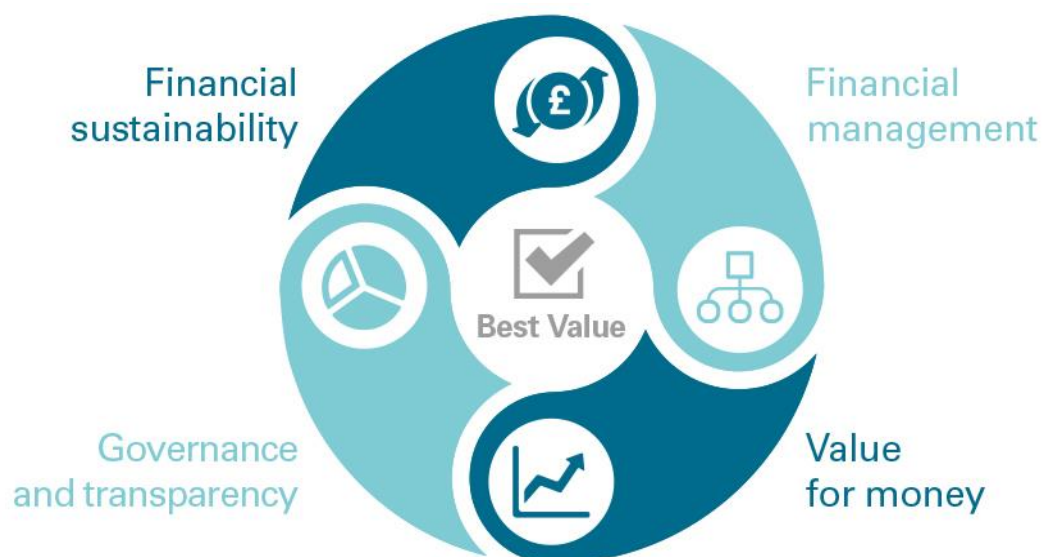 Financial
sustainability
£
Financial
management
Best Value
Governance
and transparency
Value
for money